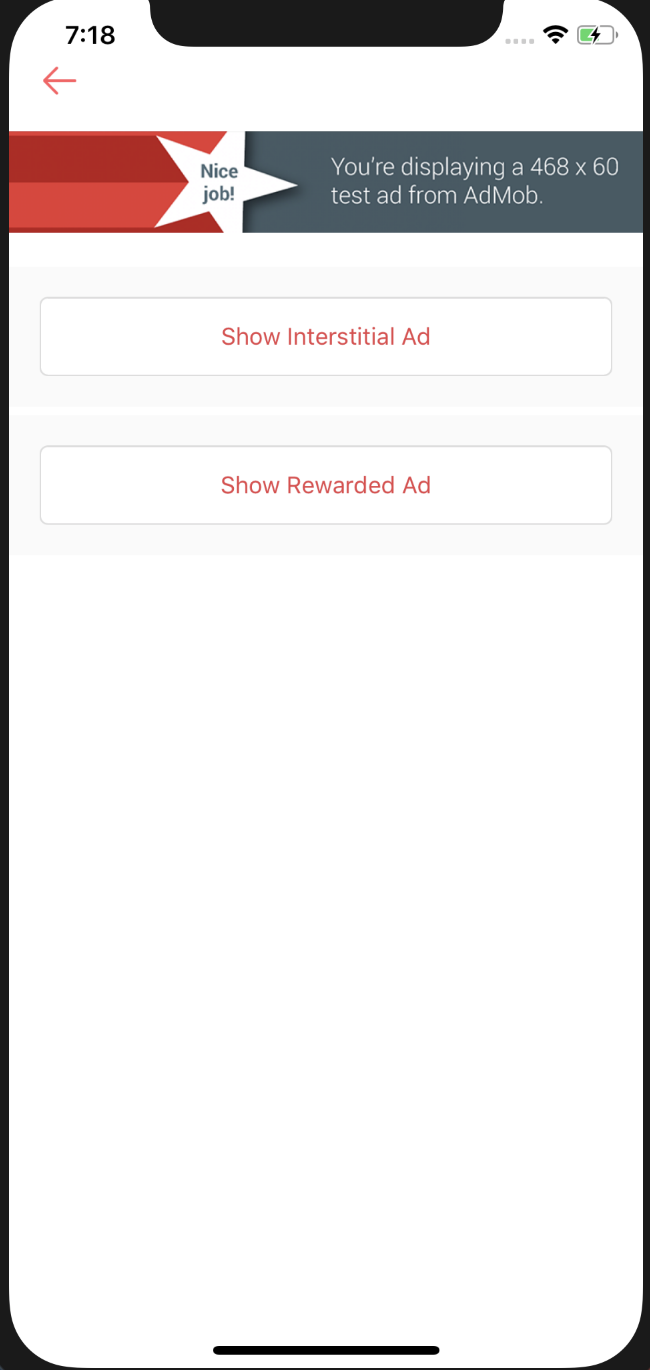 7:18
Nice
job!
You're displaying a 468 x 60
test ad from AdMob.
Show Interstitial Ad
Show Rewarded Ad